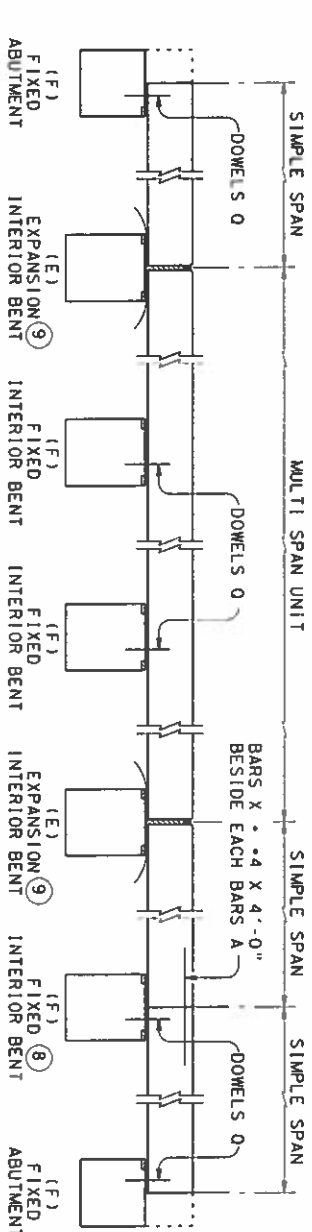 SIMPLE SPAN
MULTI SPAN UNIT
SIMPLE SPAN
SIMPLE SPAN
DOWELS Q
DOWELS Q
BARS X • •4 X 4'-0"
BESIDE EACH BARS A
DOWELS Q
(F)
FIXED
ABUTMENT
(E)
EXPANSION ⑨
INTERIOR BENT
(F)
FIXED
INTERIOR BENT
(F)
FIXED
INTERIOR BENT
(E)
EXPANSION ⑨
INTERIOR BENT
(F)
FIXED ⑧
INTERIOR BENT
(F)
FIXED
ABUTMENT